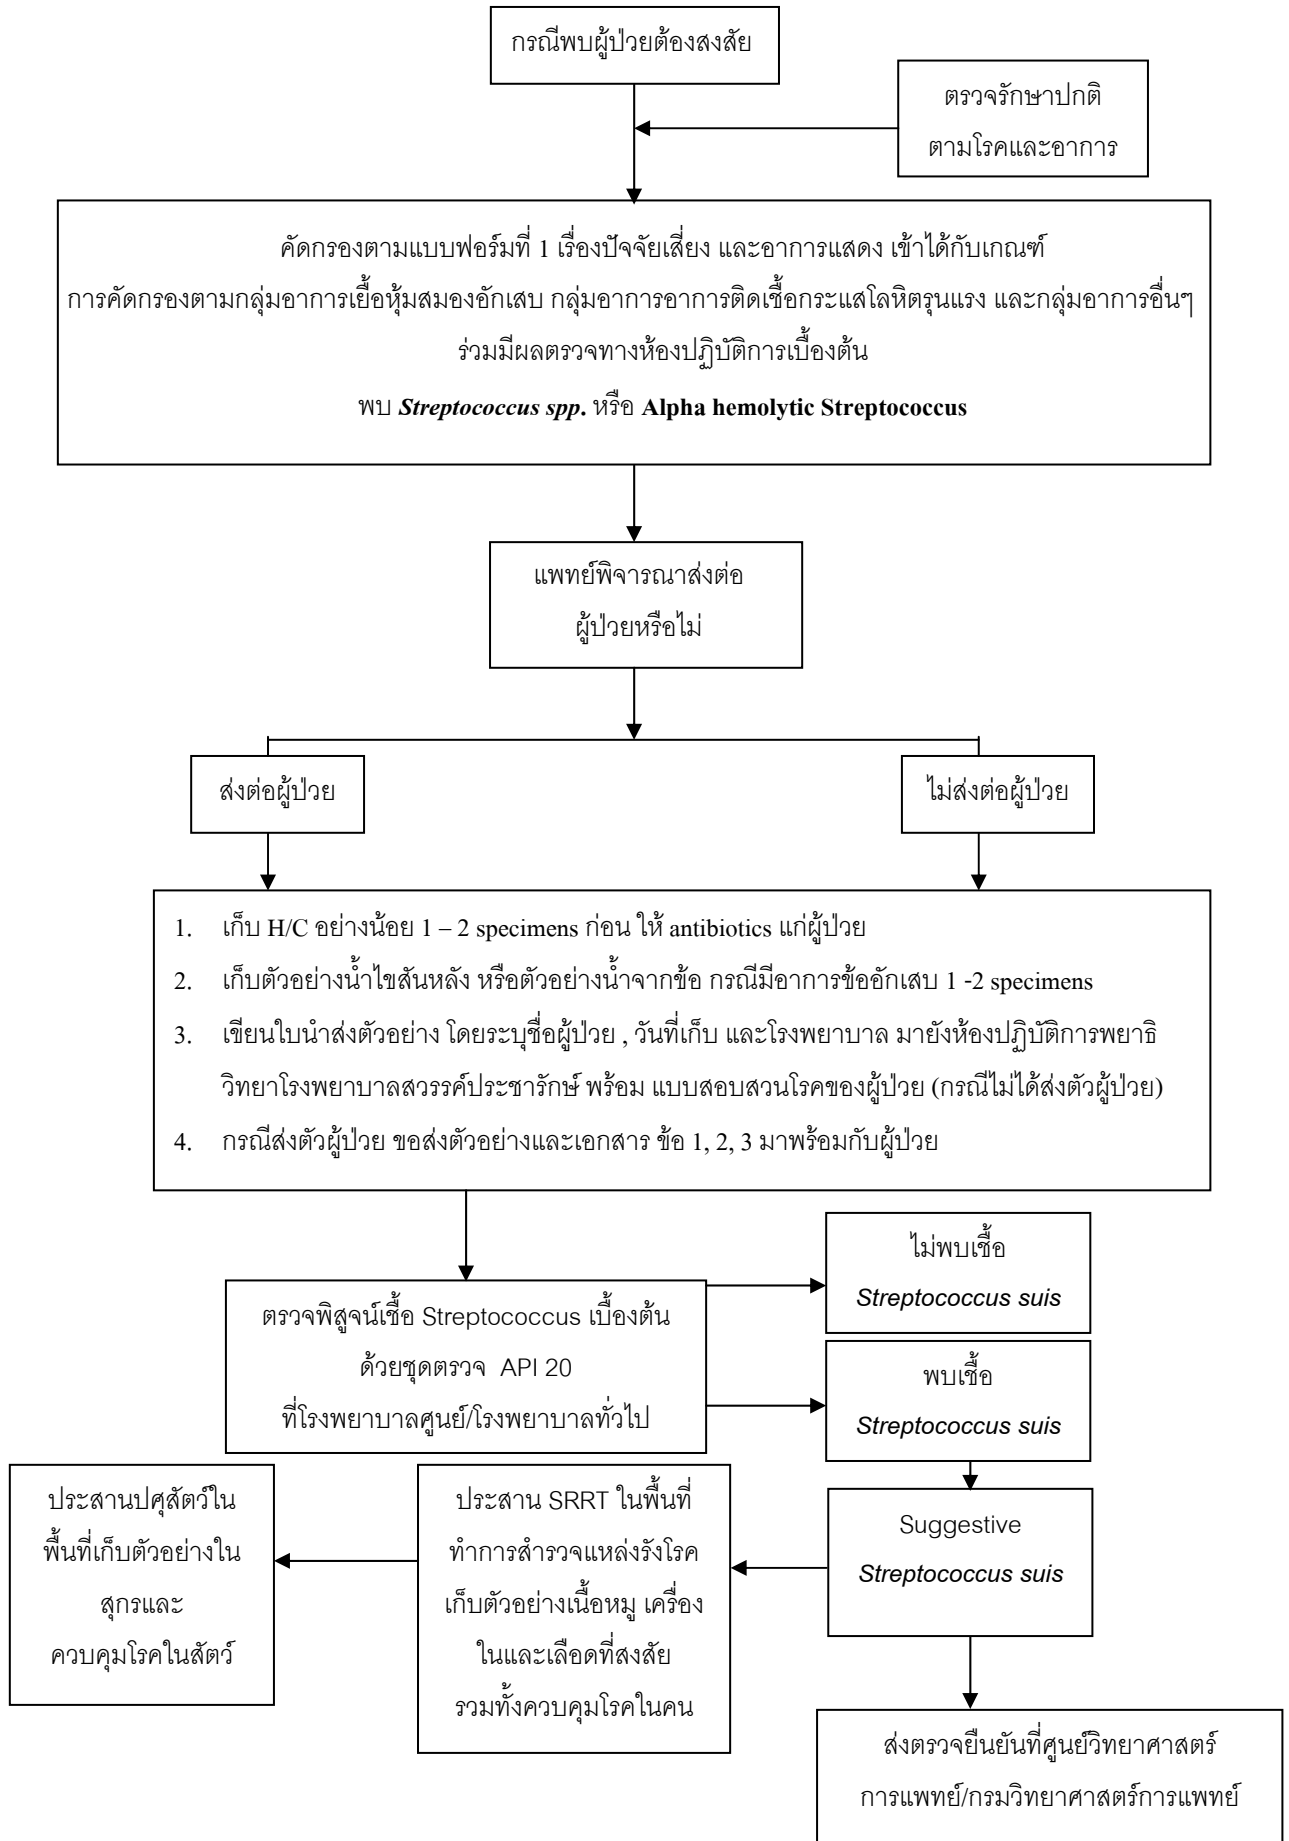 กรณีพบผู้ป่วยต้องสงสัย
ตรวจรักษาปกติ
ตามโรคและอาการ
คัดกรองตามแบบฟอร์มที่ 1 เรื่องปัจจัยเสี่ยง และอาการแสดง เข้าได้กับเกณฑ์
การคัดกรองตามกลุ่มอาการเยื้อหุ้มสมองอักเสบ กลุ่มอาการอาการติดเชื้อกระแสโลหิตรุนแรง และกลุ่มอาการอื่นๆ
ร่วมมีผลตรวจทางห้องปฏิบัติการเบื้องต้น
พบ Streptococcus spp. หรือ Alpha hemolytic Streptococcus
แพทย์พิจารณาส่งต่อ
ผู้ป่วยหรือไม่
ส่งต่อผู้ป่วย
ไม่ส่งต่อผู้ป่วย
1. เก็บ H/C อย่างน้อย 1 – 2 specimens ก่อน ให้ antibiotics แก่ผู้ป่วย
2. เก็บตัวอย่างน้ำไขสันหลัง หรือตัวอย่างน้ำจากข้อ กรณีมีอาการข้ออักเสบ 1 -2 specimens
3. เขียนใบนำส่งตัวอย่าง โดยระบุชื่อผู้ป่วย , วันที่เก็บ และโรงพยาบาล มายังห้องปฏิบัติการพยาธิ
วิทยาโรงพยาบาลสวรรค์ประชารักษ์ พร้อม แบบสอบสวนโรคของผู้ป่วย (กรณีไม่ได้ส่งตัวผู้ป่วย)
4. กรณีส่งตัวผู้ป่วย ขอส่งตัวอย่างและเอกสาร ข้อ 1, 2, 3 มาพร้อมกับผู้ป่วย
ไม่พบเชื้อ
Streptococcus suis
ตรวจพิสูจน์เชื้อ Streptococcus เบื้องต้น
ด้วยชุดตรวจ API 20
ที่โรงพยาบาลศูนย์/โรงพยาบาลทั่วไป
พบเชื้อ
Streptococcus suis
ประสานปศุสัตว์ใน
พื้นที่เก็บตัวอย่างใน
สุกรและ
ควบคุมโรคในสัตว์
ประสาน SRRT ในพื้นที่
ทำการสำรวจแหล่งรังโรค
เก็บตัวอย่างเนื้อหมู เครื่อง
ในและเลือดที่สงสัย
รวมทั้งควบคุมโรคในคน
Suggestive
Streptococcus suis
ส่งตรวจยืนยันที่ศูนย์วิทยาศาสตร์
การแพทย์/กรมวิทยาศาสตร์การแพทย์